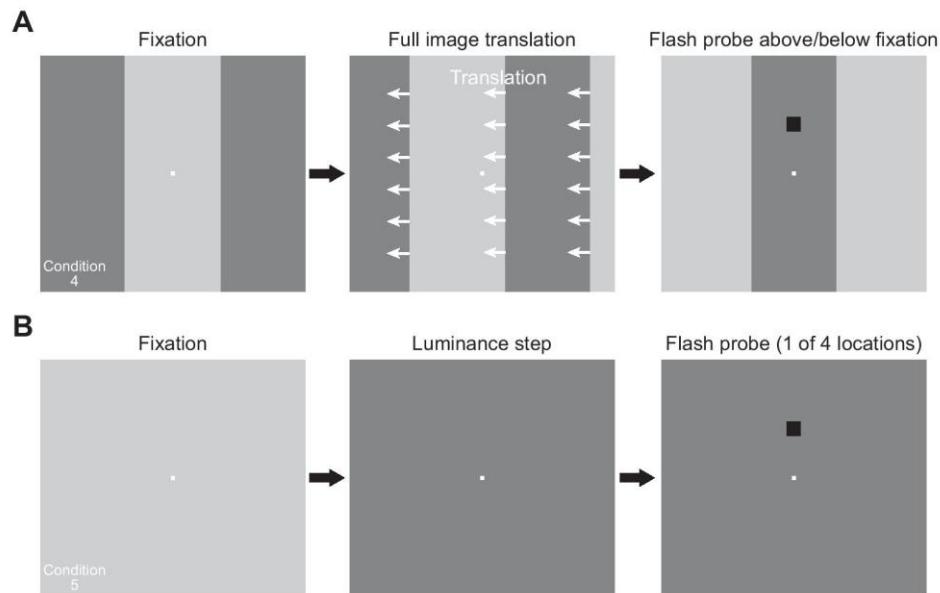 A
Fixation
Full image translation
Flash probe above/below fixation
Translation
Condition
4
B
Fixation
Luminance step
Flash probe (1 of 4 locations)
Condition
5